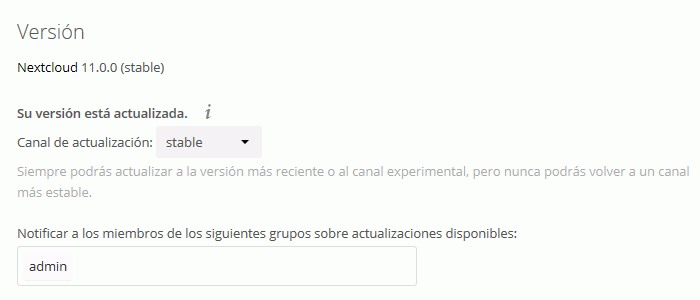 Versión
Nextcloud 11.0.0 (stable)
Su versión está actualizada. i
Canal de actualización: stable
Siempre podrás actualizar a la versión más reciente o al canal experimental, pero nunca podrás volver a un canal
más estable.
Notificar a los miembros de los siguientes grupos sobre actualizaciones disponibles:
admin